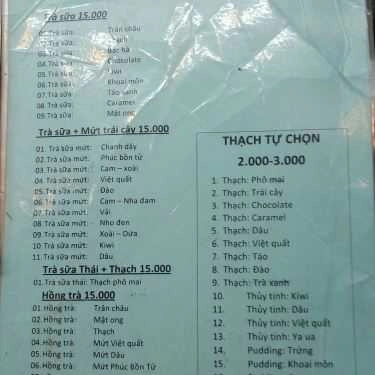 Trà sữa 15.000
Trà sữa: Trân châu
Trà sữa: Thạch
Trà sữa: Bạc hà
Trà sữa: Chocolate
05.Trà sữa: Kiwi
06.Trà sữa: Khoai môn
07.Trà sữa: Táo xanh
08.Trà sữa: Caramel
09.Trà sữa: Mật ong
Trà sữa + Mứt trái cây 15.000
01. Trà sữa mứt: Chanh dây
02. Trà sữa mứt: Phúc bồn tử
03. Trà sữa mứt: Cam – xoài
04. Trà sữa mứt: Việt quất
05. Trà sữa mứt: Đào
06. Trà sữa mứt: Cam – Nha đam
07. Trà sữa mứt: Vải
08. Trà sữa mứt: Nho đen
09. Trà sữa mứt: Xoài – Dứa
10 Trà sữa mứt: Kiwi
11 Trà sữa mứt: Dâu
Trà sữa Thái + Thạch 15.000
01. Trà sữa thái: Thạch phô mai
Hồng trà 15.000
01 Hồng trà: Trân châu
02 Hồng trà: Mật ong
03 Hồng trà: Thạch
04 Hồng trà: Mứt Việt quất
05 Hồng trà: Mứt Dâu
06 Hồng trà: Mứt Phúc Bồn Tử
THẠCH TỰ CHỌN
2.000-3.000
1. Thạch: Phô mai
2. Thạch: Trái cây
3. Thạch: Chocolate
4. Thạch: Caramel
5. Thạch: Dâu
6. Thạch: Việt quất
7. Thạch: Táo
8. Thạch: Đào
9. Thạch: Trà xanh
10. Thủy tinh: Kiwi
11. Thủy tinh: Dâu
12. Thủy tinh: Việt quất
13. Thủy tinh: Ya ua
14. Pudding: Trứng
15. Pudding: Khoai môn